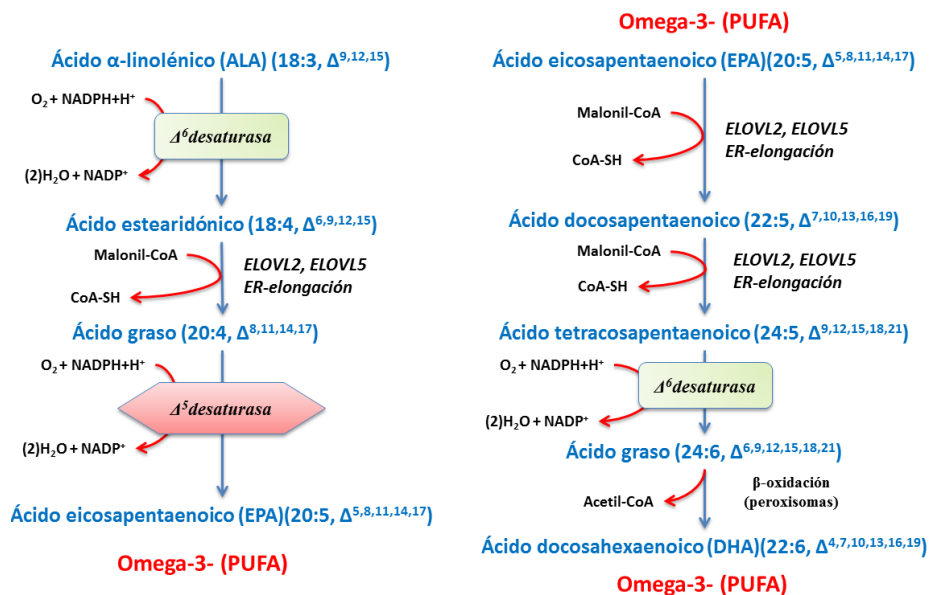 Ácido α-linolénico (ALA) (18:3, Δ9,12,15)
O2 + NADPH+H+
Δ6desaturasa
(2)H2O + NADP+
Ácido estearidónico (18:4, Δ6,9,12,15)
Malonil-CoA
ELOVL2, ELOVL5
ER-elongación
CoA-SH
Ácido graso (20:4, Δ8,11,14,17)
O2 + NADPH+H+
Δ5desaturasa
(2)H2O + NADP+
Ácido eicosapentaenoico (EPA)(20:5, Δ5,8,11,14,17)
Omega-3- (PUFA)
Omega-3- (PUFA)
Ácido eicosapentaenoico (EPA)(20:5, Δ5,8,11,14,17)
Malonil-CoA
ELOVL2, ELOVL5
ER-elongación
CoA-SH
Ácido docosapentaenoico (22:5, Δ7,10,13,16,19)
Malonil-CoA
ELOVL2, ELOVL5
ER-elongación
CoA-SH
Ácido tetracosapentaenoico (24:5, Δ9,12,15,18,21)
O2 + NADPH+H+
Δ6desaturasa
(2)H2O + NADP+
Ácido graso (24:6, Δ6,9,12,15,18,21)
β-oxidación
(peroxisomas)
Acetil-CoA
Ácido docosahexaenoico (DHA)(22:6, Δ4,7,10,13,16,19)
Omega-3- (PUFA)